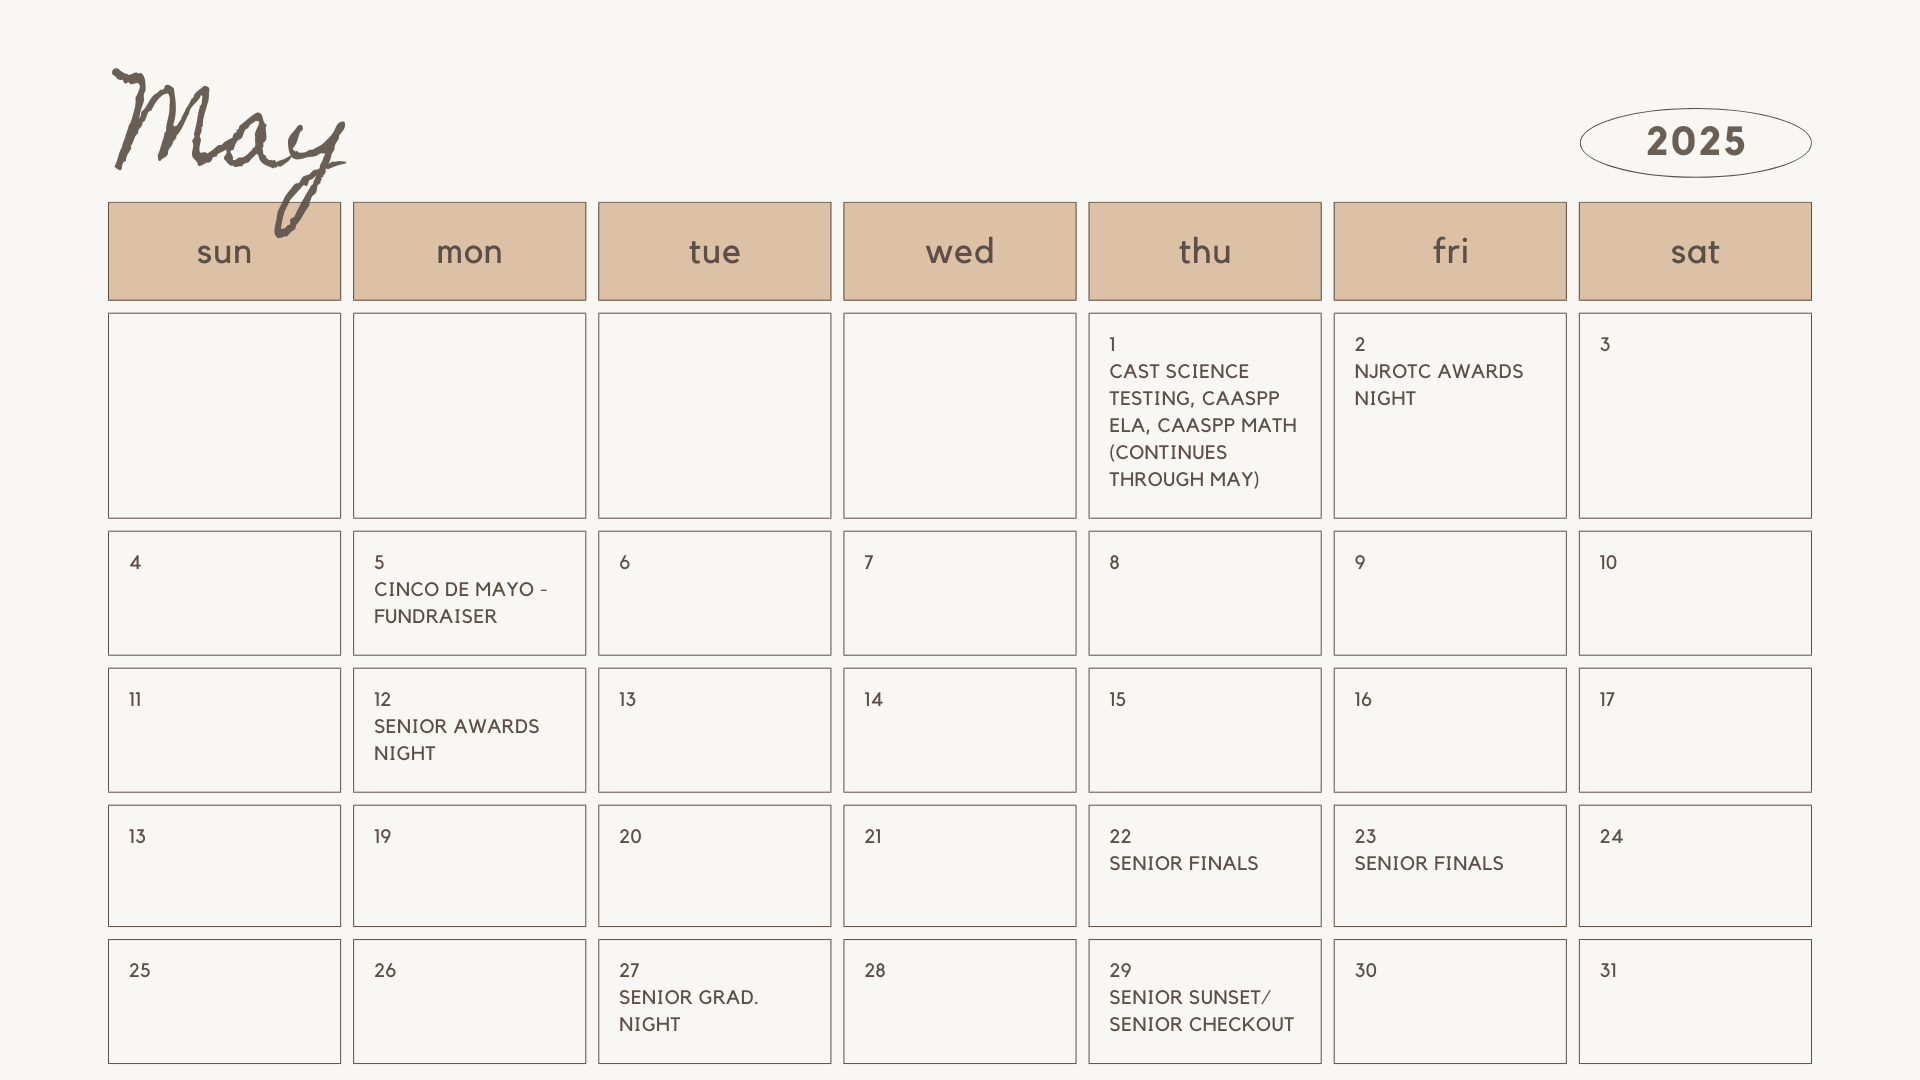 May
2025
sun
mon
tue
wed
thu
fri
sat
1
CAST SCIENCE
TESTING, CAASPP
ELA, CAASPP MATH
(CONTINUES
THROUGH MAY)
2
NJROTC AWARDS
NIGHT
3
4
5
CINCO DE MAYO -
FUNDRAISER
6
7
8
9
10
11
12
SENIOR AWARDS
NIGHT
13
14
15
16
17
13
19
20
21
22
SENIOR FINALS
23
SENIOR FINALS
24
25
26
27
SENIOR GRAD.
NIGHT
28
29
SENIOR SUNSET/
SENIOR CHECKOUT
30
31